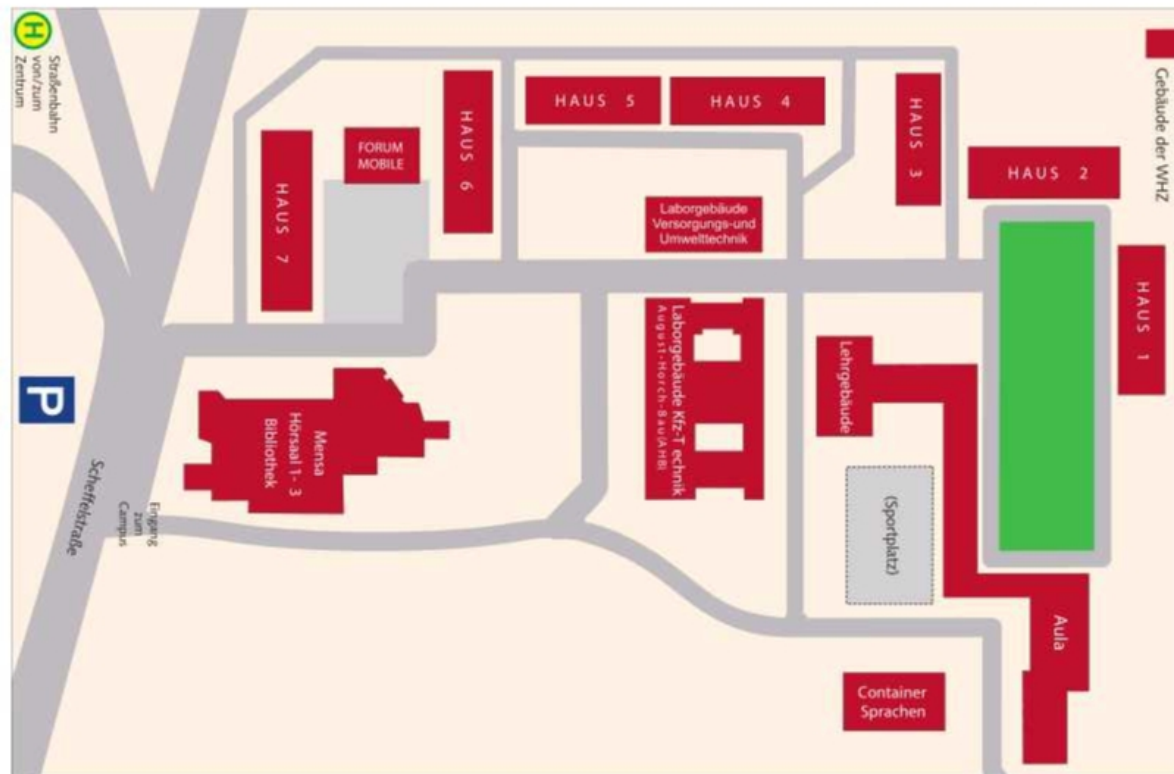 H
Straßenbahn
von/zum
Zentrum
Gebäude der WHZ
HAUS 5
HAUS 4
HAUS 3
HAUS 2
HAUS 1
HAUS 6
HAUS 7
FORUM
MOBILE
Laborgebäude
Versorgungs-und
Umwelttechnik
Laborgebäude Kfz-T echnik
August-Horch-Bau(AHB)
Lehrgebäude
(Sportplatz)
Aula
Container
Sprachen
Mensa
Hörsaal 1- 3
Bibliothek
P
Scheffelstraße
Eingang
zum
Campus